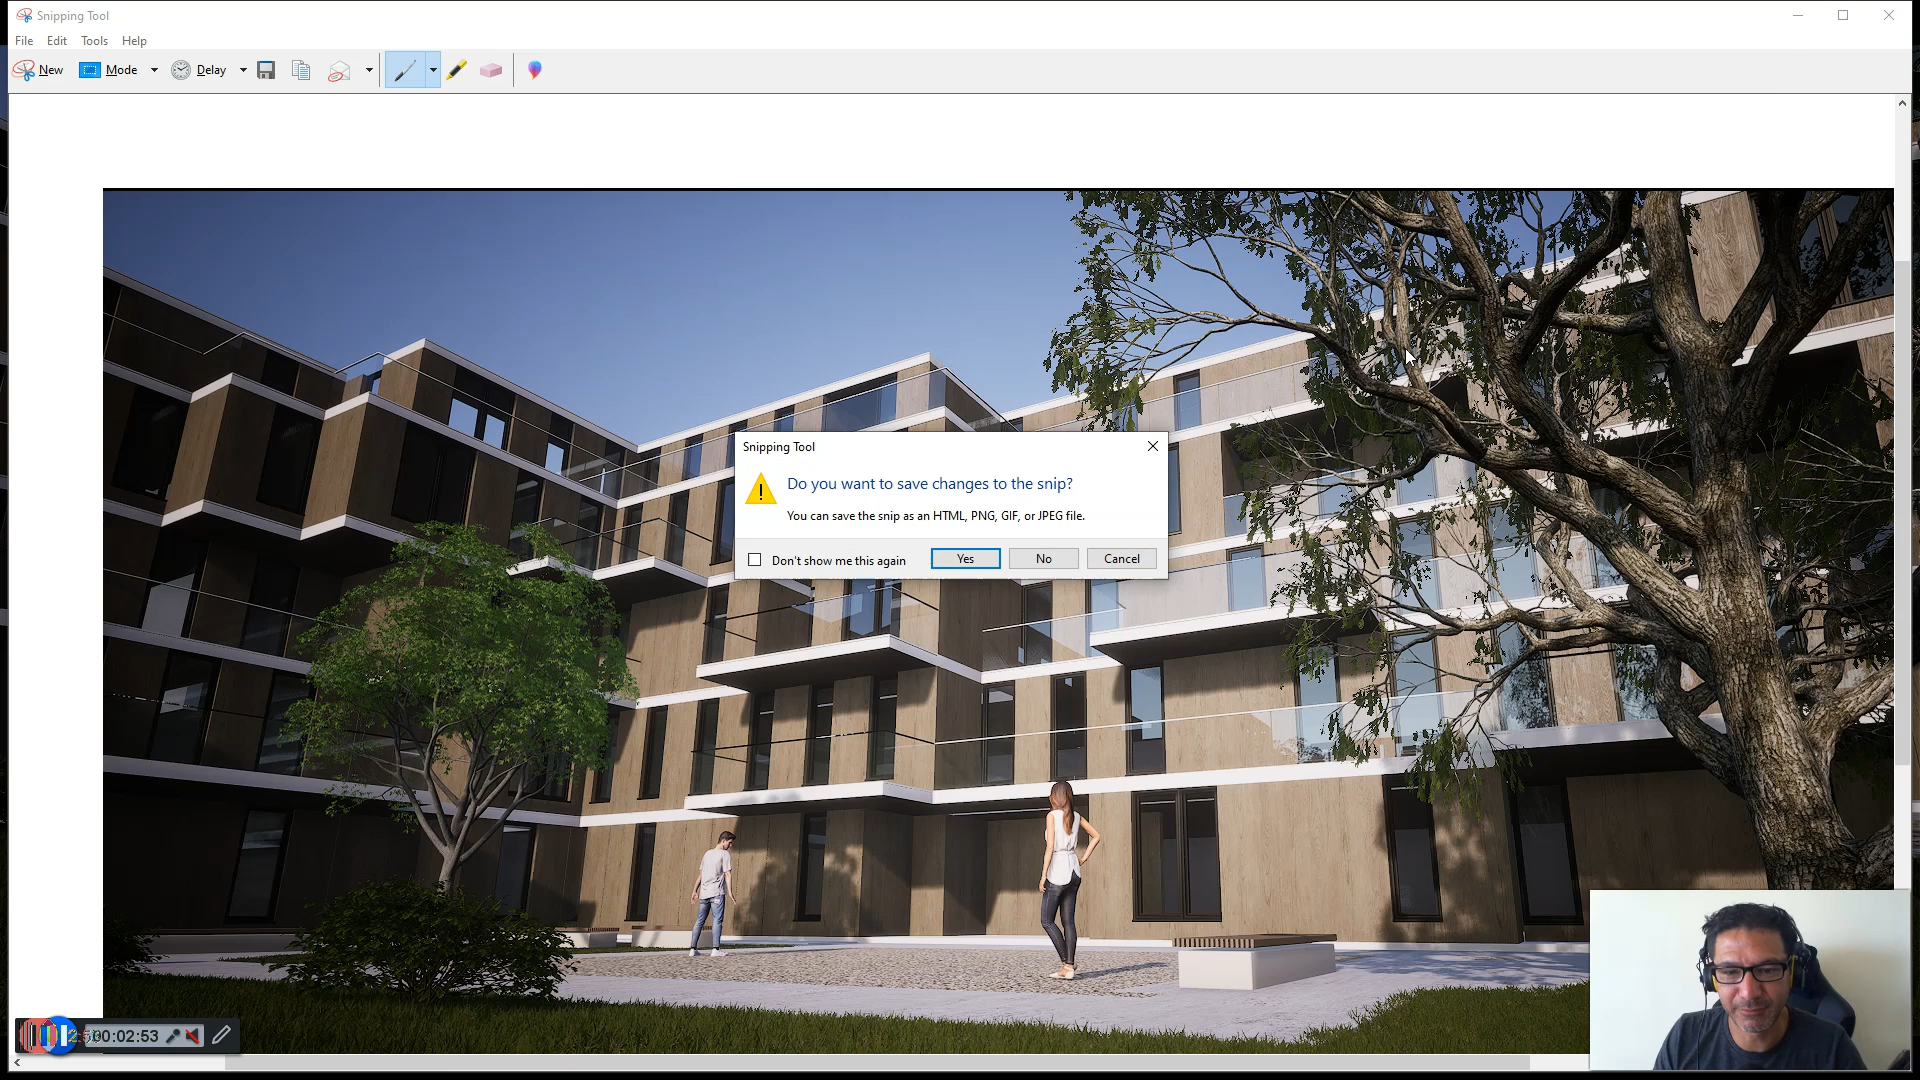 Snipping Tool
File Edit Tools Help
New Mode Delay
Snipping Tool
Do you want to save changes to the snip?
You can save the snip as an HTML, PNG, GIF, or JPEG file.
Don't show me this again Yes No Cancel
00:02:53